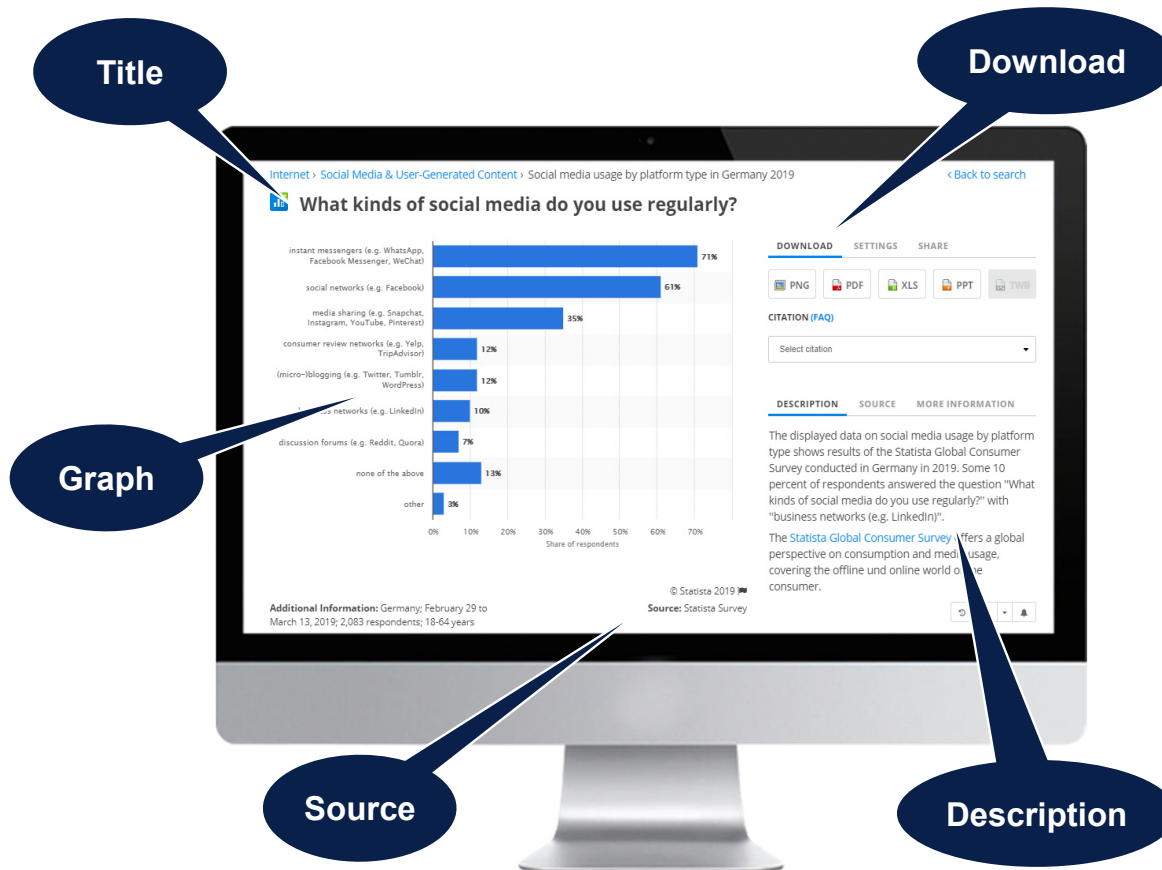 Title
Download
Internet › Social Media & User-Generated Content › Social media usage by platform type in Germany 2019
‹ Back to search
What kinds of social media do you use regularly?
instant messengers (e.g. WhatsApp,
Facebook Messenger, WeChat)
71%
social networks (e.g. Facebook)
61%
media sharing (e.g. Snapchat,
Instagram, YouTube, Pinterest)
35%
consumer review networks (e.g. Yelp,
TripAdvisor)
12%
(micro-)blogging (e.g. Twitter, Tumblr,
WordPress)
12%
networks (e.g. LinkedIn)
10%
discussion forums (e.g. Reddit, Quora)
7%
none of the above
13%
other
3%
0% 10% 20% 30% 40% 50% 60% 70%
Share of respondents
© Statista 2019
Additional Information: Germany; February 29 to
March 13, 2019; 2,083 respondents; 18-64 years
Source: Statista Survey
DOWNLOAD SETTINGS SHARE
PNG PDF XLS PPT TWB
CITATION (FAQ)
Select citation
DESCRIPTION SOURCE MORE INFORMATION
The displayed data on social media usage by platform
type shows results of the Statista Global Consumer
Survey conducted in Germany in 2019. Some 10
percent of respondents answered the question "What
kinds of social media do you use regularly?" with
"business networks (e.g. LinkedIn)".
The Statista Global Consumer Survey offers a global
perspective on consumption and media usage,
covering the offline und online world of the
consumer.
Graph
Source
Description